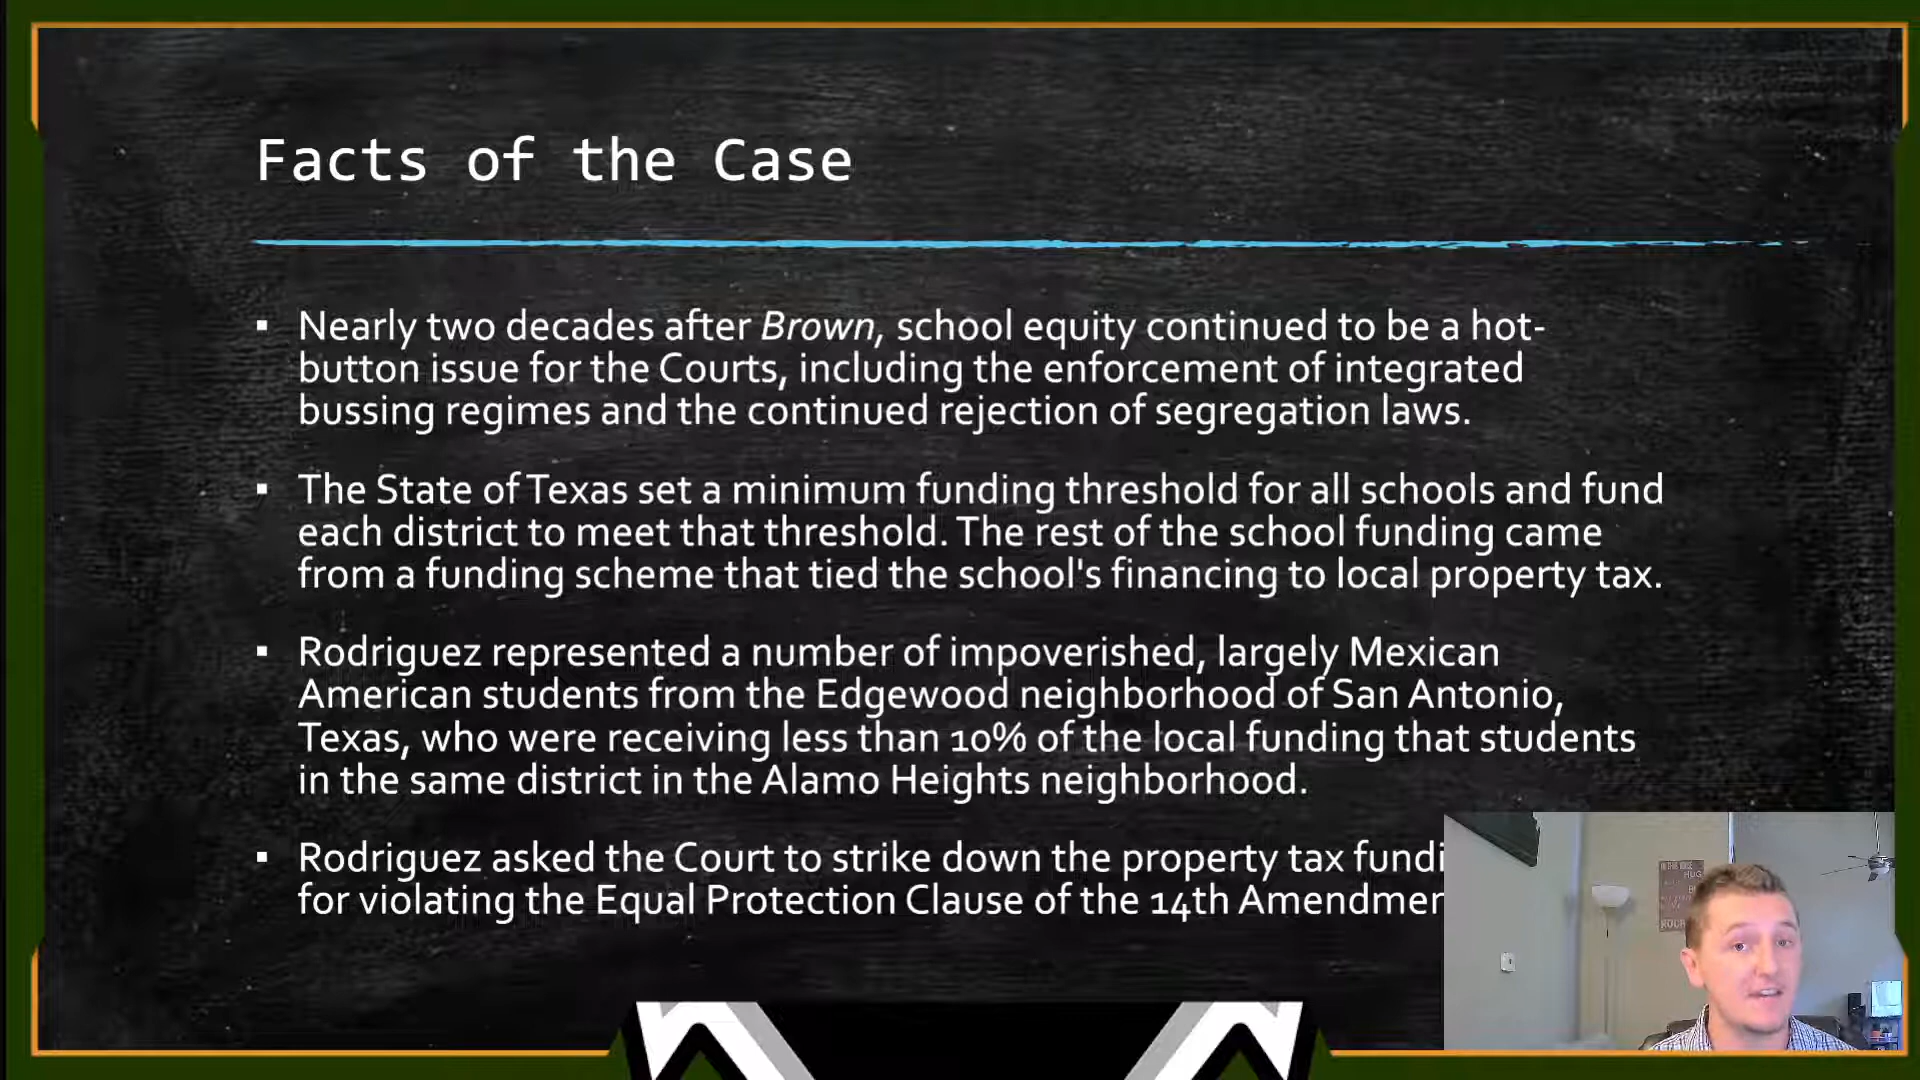 Facts of the Case
▪ Nearly two decades after Brown, school equity continued to be a hot-
button issue for the Courts, including the enforcement of integrated
bussing regimes and the continued rejection of segregation laws.
▪ The State of Texas set a minimum funding threshold for all schools and fund
each district to meet that threshold. The rest of the school funding came
from a funding scheme that tied the school's financing to local property tax.
▪ Rodriguez represented a number of impoverished, largely Mexican
American students from the Edgewood neighborhood of San Antonio,
Texas, who were receiving less than 10% of the local funding that students
in the same district in the Alamo Heights neighborhood.
▪ Rodriguez asked the Court to strike down the property tax fundi
for violating the Equal Protection Clause of the 14th Amendmen
HUG